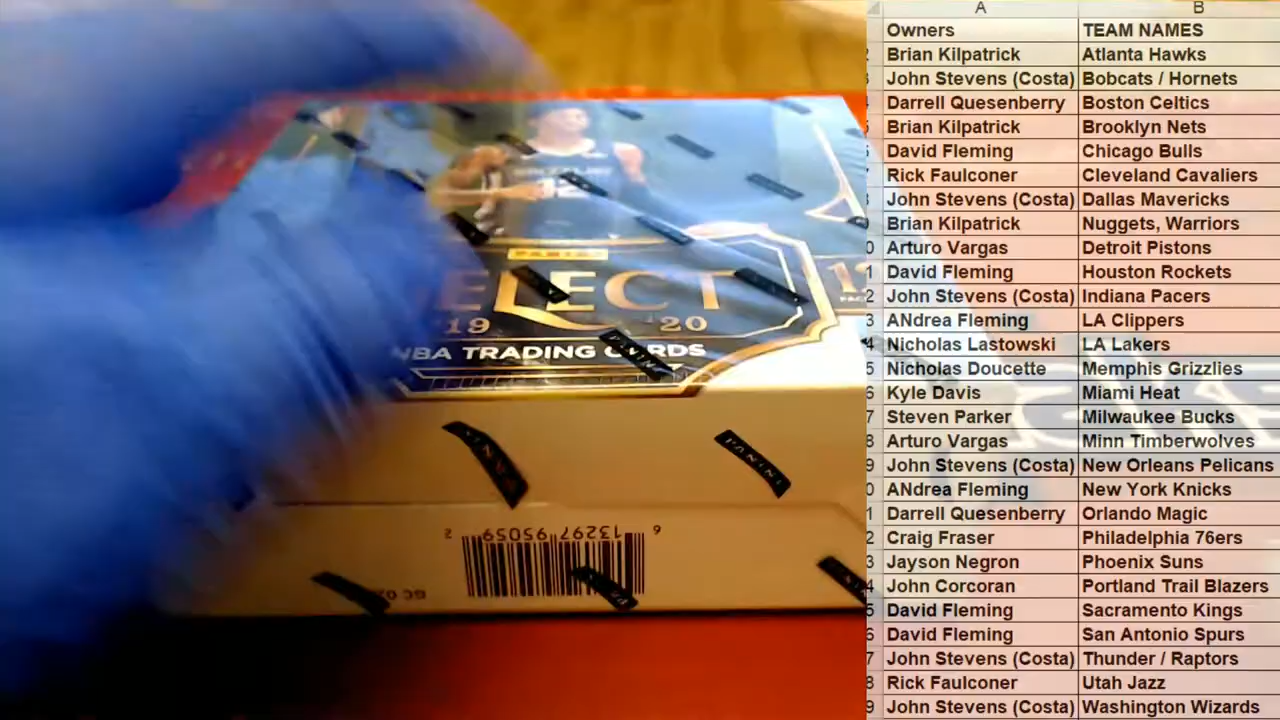 PANINI
SELECT
19 20
NBA TRADING CARDS
PANINI
PANINI
6 13297 95059 2
A B
Owners TEAM NAMES
Brian Kilpatrick Atlanta Hawks
John Stevens (Costa) Bobcats / Hornets
Darrell Quesenberry Boston Celtics
Brian Kilpatrick Brooklyn Nets
David Fleming Chicago Bulls
Rick Faulconer Cleveland Cavaliers
John Stevens (Costa) Dallas Mavericks
Brian Kilpatrick Nuggets, Warriors
Arturo Vargas Detroit Pistons
David Fleming Houston Rockets
John Stevens (Costa) Indiana Pacers
ANdrea Fleming LA Clippers
Nicholas Lastowski LA Lakers
Nicholas Doucette Memphis Grizzlies
Kyle Davis Miami Heat
Steven Parker Milwaukee Bucks
Arturo Vargas Minn Timberwolves
John Stevens (Costa) New Orleans Pelicans
ANdrea Fleming New York Knicks
Darrell Quesenberry Orlando Magic
Craig Fraser Philadelphia 76ers
Jayson Negron Phoenix Suns
John Corcoran Portland Trail Blazers
David Fleming Sacramento Kings
David Fleming San Antonio Spurs
John Stevens (Costa) Thunder / Raptors
Rick Faulconer Utah Jazz
John Stevens (Costa) Washington Wizards